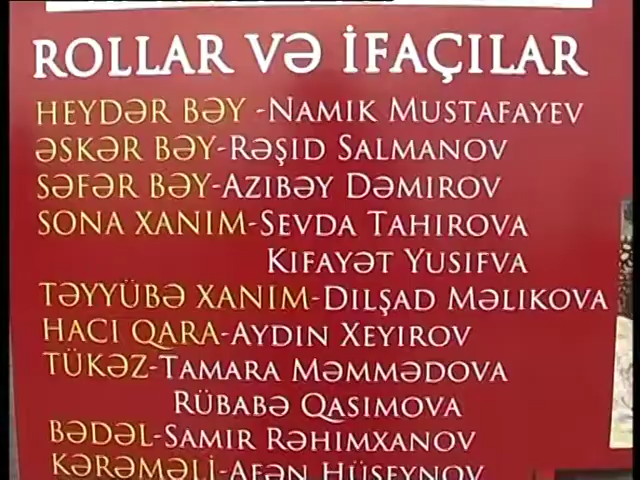 ROLLAR VƏ İFAÇILAR
HEYDƏR BƏY -NAMIK MUSTAFAYEV
ƏSKƏR BƏY-RƏŞID SALMANOV
SƏFƏR BƏY-AZIBƏY DƏMIROV
SONA XANIM-SEVDA TAHIROVA
KIFAYƏT YUSIFVA
TƏYYÜBƏ XANIM-DILŞAD MƏLIKOVA
HACI QARA-AYDIN XEYIROV
TÜKƏZ-TAMARA MƏMMƏDOVA
RÜBABƏ QASIMOVA
BƏDƏL-SAMIR RƏHIMXANOV
KƏRƏMƏLİ-AFƏN HÜSEYNOV